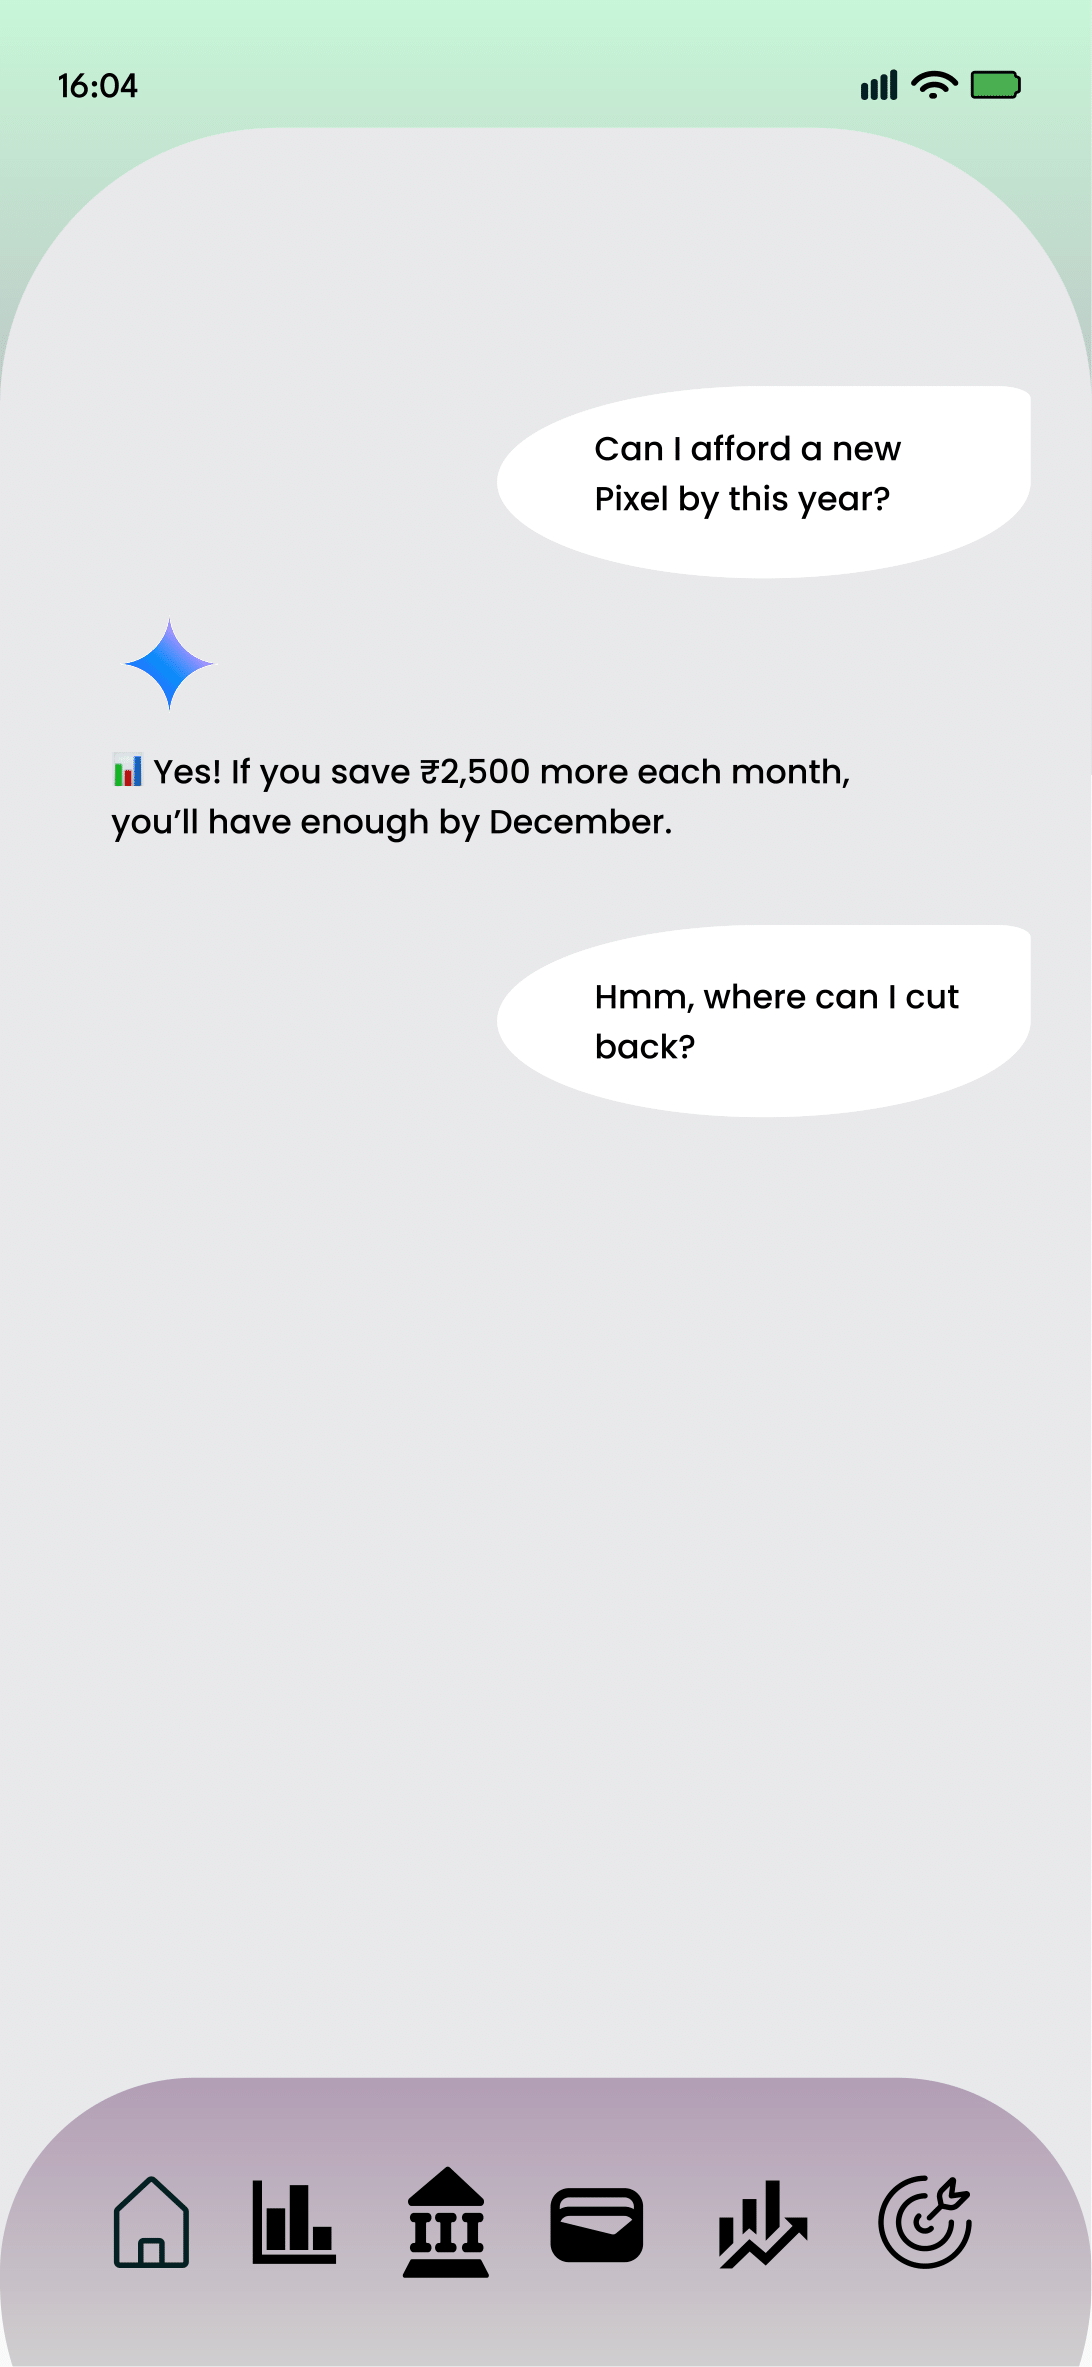 16:04
Can I afford a new
Pixel by this year?
📊 Yes! If you save ₹2,500 more each month,
you’ll have enough by December.
Hmm, where can I cut
back?